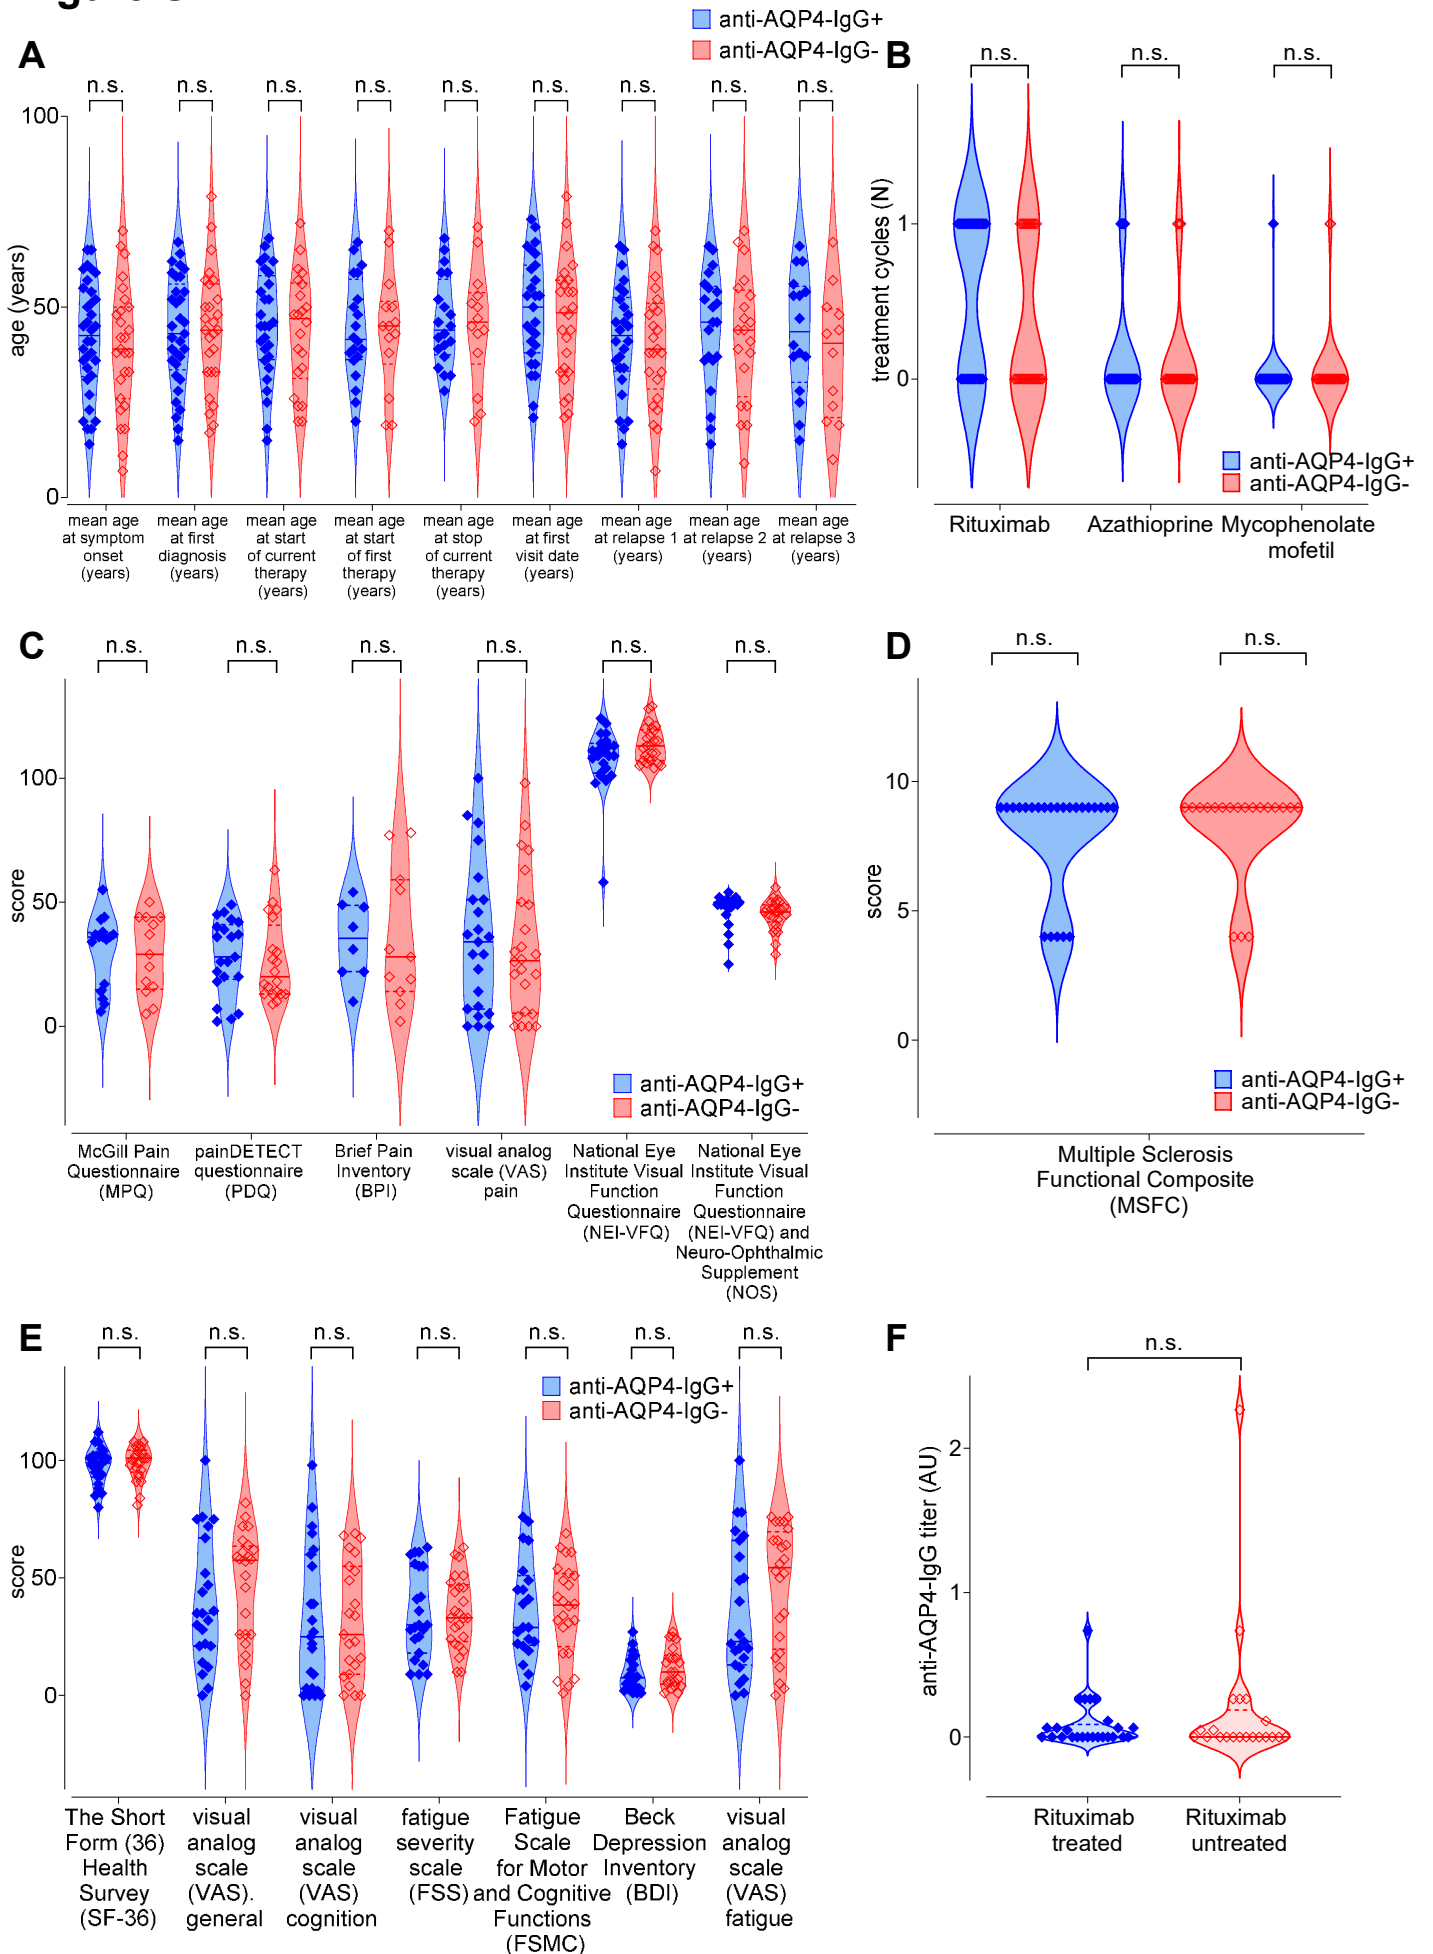 anti-AQP4-IgG+
anti-AQP4-IgG-
A
n.s. n.s. n.s. n.s. n.s. n.s. n.s. n.s. n.s.
100
50
0
age (years)
mean age at symptom onset (years)
mean age at first diagnosis (years)
mean age at start of current therapy (years)
mean age at start of first therapy (years)
mean age at stop of current therapy (years)
mean age at first visit date (years)
mean age at relapse 1 (years)
mean age at relapse 2 (years)
mean age at relapse 3 (years)
B
n.s. n.s. n.s.
treatment cycles (N)
1
0
anti-AQP4-IgG+
anti-AQP4-IgG-
Rituximab
Azathioprine
Mycophenolate
mofetil
C
n.s. n.s. n.s. n.s. n.s. n.s.
score
100
50
0
anti-AQP4-IgG+
anti-AQP4-IgG-
McGill Pain
Questionnaire
(MPQ)
painDETECT
questionnaire
(PDQ)
Brief Pain
Inventory
(BPI)
visual analog
scale (VAS)
pain
National Eye
Institute Visual
Function
Questionnaire
(NEI-VFQ)
National Eye
Institute Visual
Function
Questionnaire
(NEI-VFQ) and
Neuro-Ophthalmic
Supplement
(NOS)
D
n.s. n.s.
score
10
5
0
anti-AQP4-IgG+
anti-AQP4-IgG-
Multiple Sclerosis
Functional Composite
(MSFC)
E
n.s. n.s. n.s. n.s. n.s. n.s. n.s.
anti-AQP4-IgG+
anti-AQP4-IgG-
score
100
50
0
The Short
Form (36)
Health
Survey
(SF-36)
visual
analog
scale
(VAS).
general
visual
analog
scale
(VAS)
cognition
fatigue
severity
scale
(FSS)
Fatigue
Scale
for Motor
and Cognitive
Functions
(FSMC)
Beck
Depression
Inventory
(BDI)
visual
analog
scale
(VAS)
fatigue
F
n.s.
anti-AQP4-IgG titer (AU)
2
1
0
Rituximab
treated
Rituximab
untreated